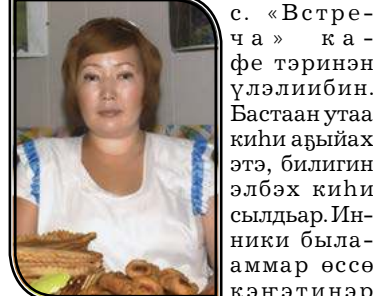 с. «Встре-
ча» ка-
фе тэринэн
үлэлиибин.
Бастаан утаа
киһи аҕыйах
этэ, билигин
элбэх киһи
сылдьар. Ин-
ники былa-
аммар өссө
кэҥэтинэр